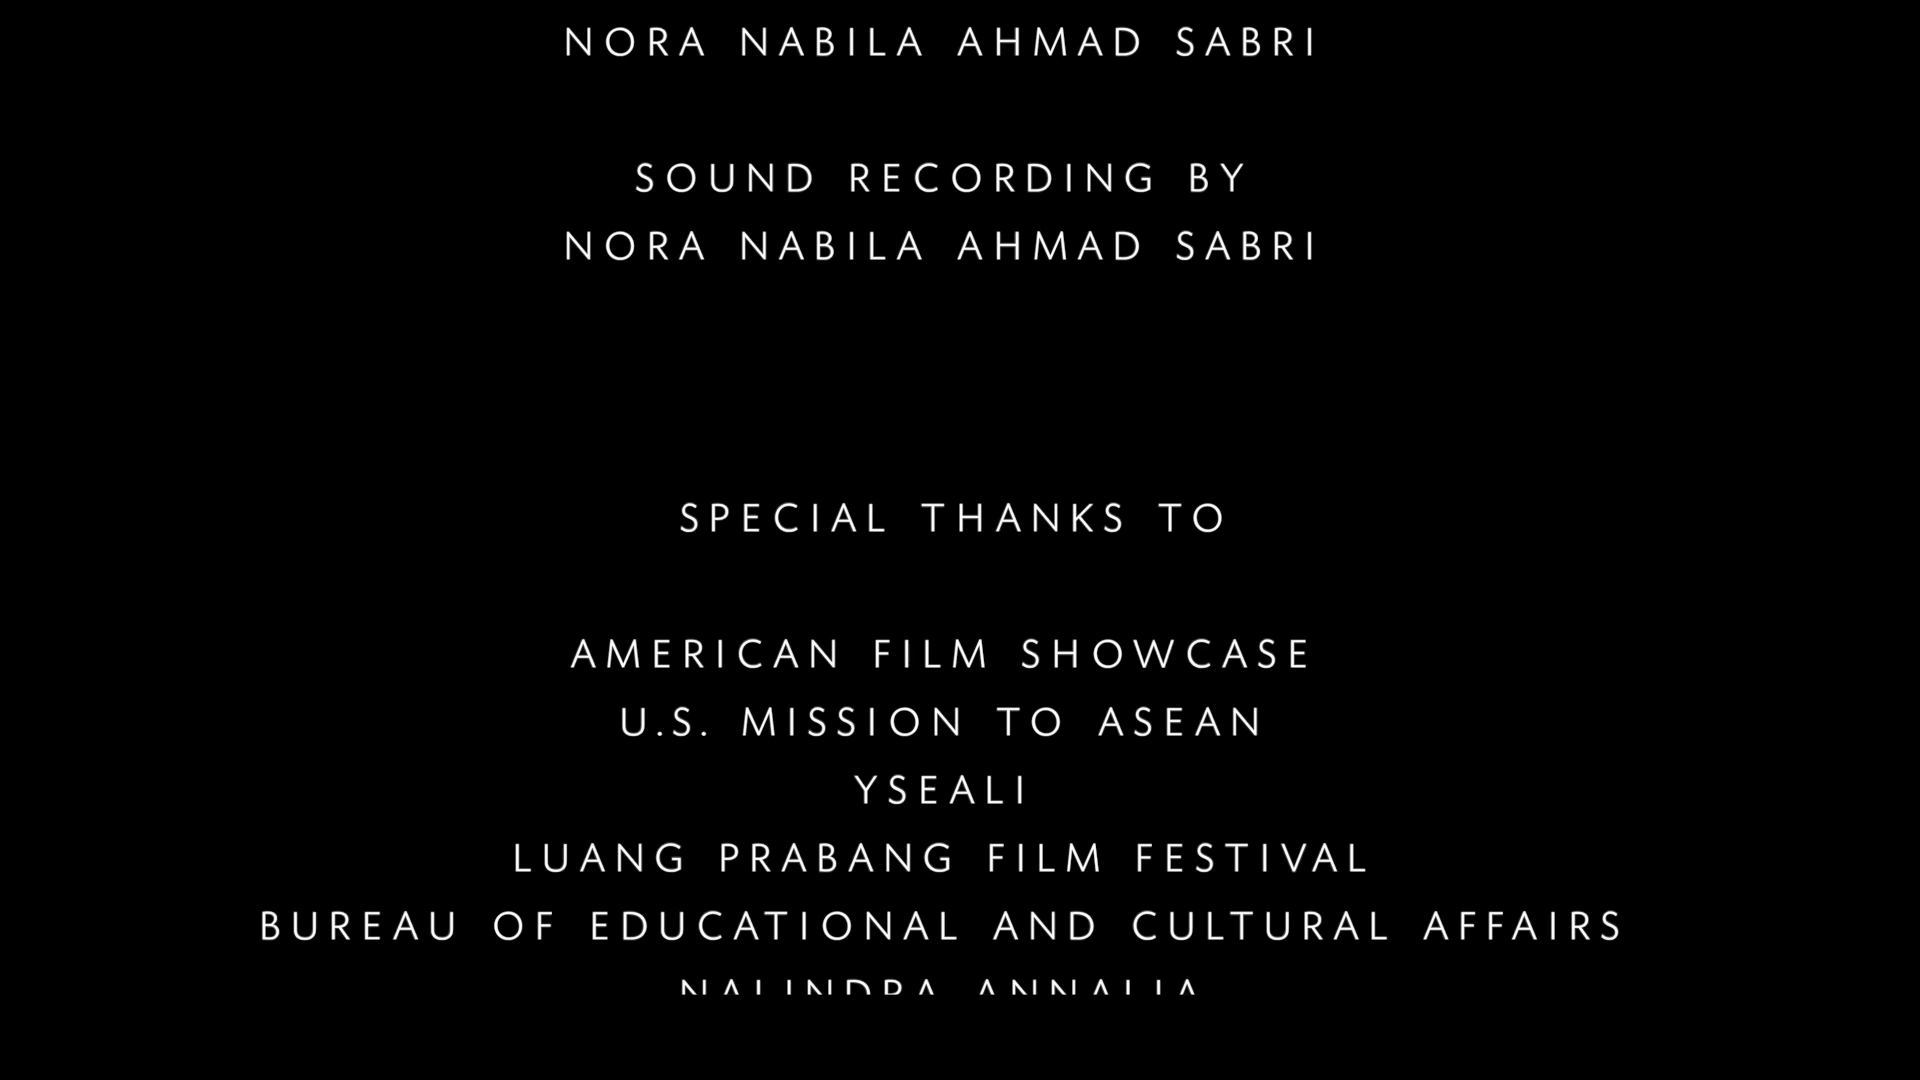 NORA NABILA AHMAD SABRI
SOUND RECORDING BY
NORA NABILA AHMAD SABRI
SPECIAL THANKS TO
AMERICAN FILM SHOWCASE
U.S. MISSION TO ASEAN
YSEALI
LUANG PRABANG FILM FESTIVAL
BUREAU OF EDUCATIONAL AND CULTURAL AFFAIRS